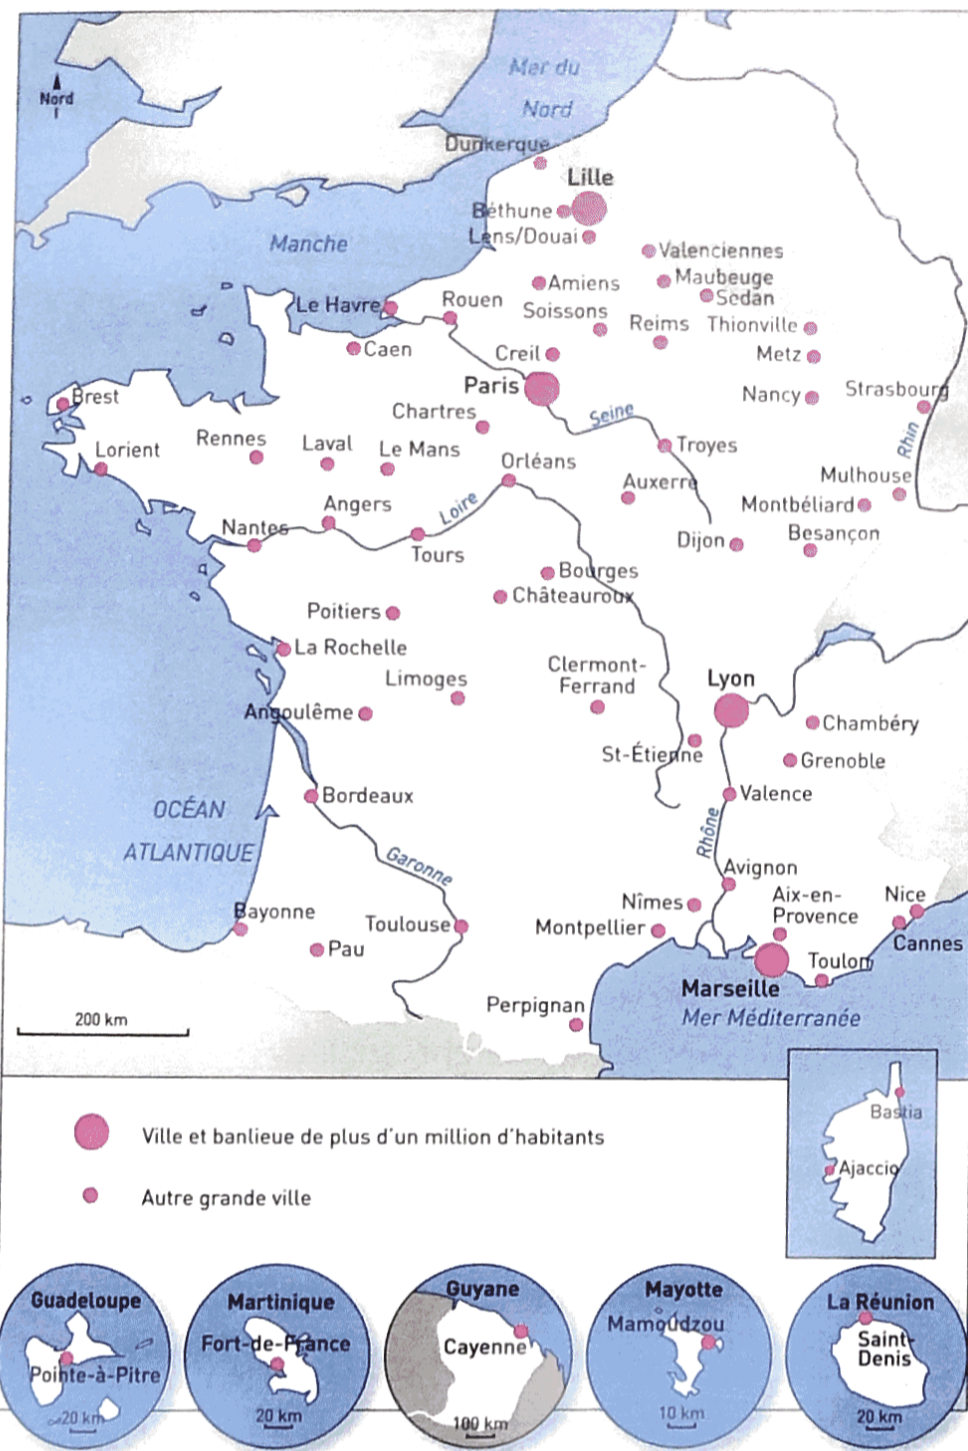 Mer du
Nord
Nord
Dunkerque
Lille
Béthune
Lens/Douai
Manche
Valenciennes
Maubeuge
Sedan
Amiens
Le Havre
Rouen
Soissons
Reims
Thionville
Caen
Creil
Metz
Paris
Nancy
Strasbourg
Brest
Chartres
Seine
Rhin
Lorient
Rennes
Laval
Le Mans
Orléans
Troyes
Auxerre
Mulhouse
Montbéliard
Angers
Loire
Nantes
Tours
Dijon
Besançon
Bourges
Châteauroux
Poitiers
La Rochelle
Limoges
Clermont-
Ferrand
Lyon
Angoulême
Chambéry
St-Étienne
Grenoble
Bordeaux
Valence
OCÉAN
ATLANTIQUE
Garonne
Rhône
Avignon
Aix-en-
Provence
Nice
Nîmes
Bayonne
Toulouse
Montpellier
Cannes
Pau
Toulon
Marseille
Perpignan
Mer Méditerranée
200 km
Bastia
Ajaccio
Ville et banlieue de plus d'un million d'habitants
Autre grande ville
Guadeloupe
Pointe-à-Pitre
20 km
Martinique
Fort-de-France
20 km
Guyane
Cayenne
100 km
Mayotte
Mamoudzou
10 km
La Réunion
Saint-
Denis
20 km